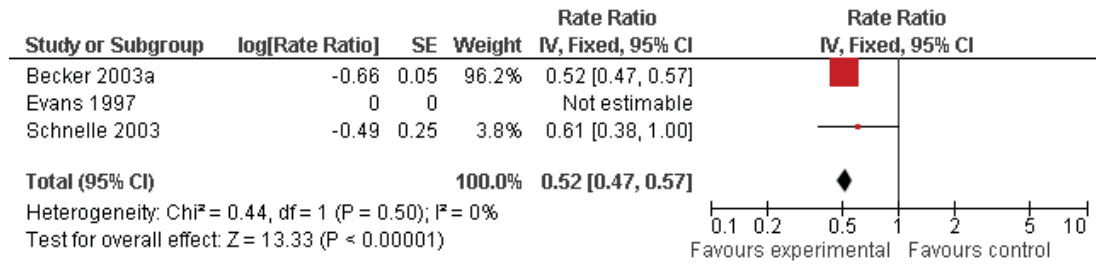 Rate Ratio Rate Ratio
Study or Subgroup log[Rate Ratio] SE Weight IV, Fixed, 95% CI IV, Fixed, 95% CI
Becker 2003a -0.66 0.05 96.2% 0.52 [0.47, 0.57]
Evans 1997 0 0 Not estimable
Schnelle 2003 -0.49 0.25 3.8% 0.61 [0.38, 1.00]
Total (95% CI) 100.0% 0.52 [0.47, 0.57]
Heterogeneity: Chi² = 0.44, df = 1 (P = 0.50); I² = 0%
Test for overall effect: Z = 13.33 (P < 0.00001)
0.1 0.2 0.5 1 2 5 10
Favours experimental Favours control